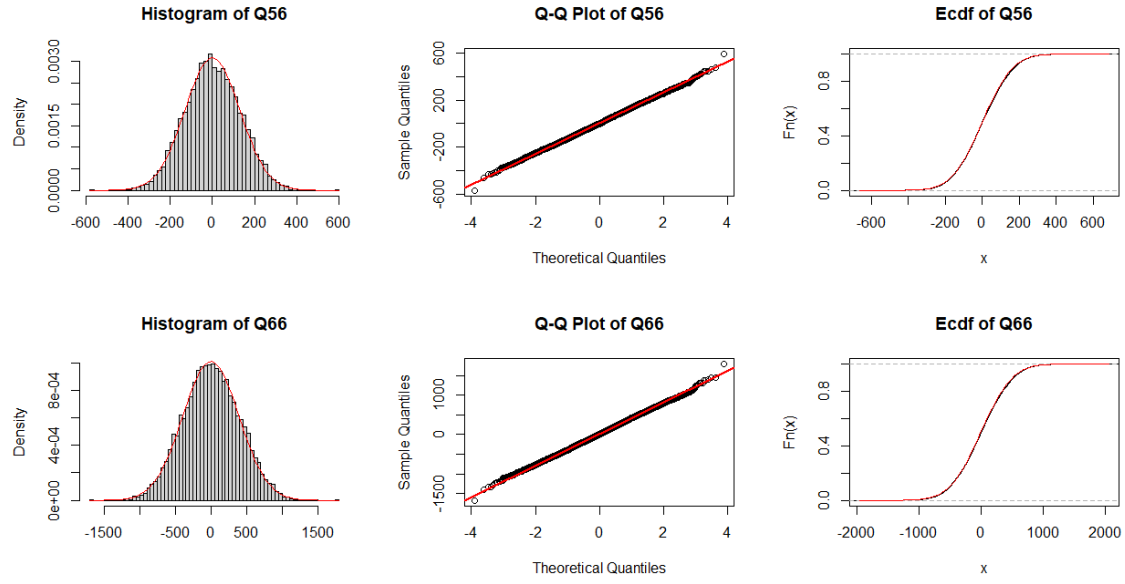 Histogram of Q56
Density
0.0000 0.0015 0.0030
-600 -400 -200 0 200 400 600
Q-Q Plot of Q56
Sample Quantiles
-600 -200 200 600
-4 -2 0 2 4
Theoretical Quantiles
Ecdf of Q56
Fn(x)
0.0 0.4 0.8
-600 -200 0 200 400 600
x
Histogram of Q66
Density
0e+00 4e-04 8e-04
-1500 -500 0 500 1500
Q-Q Plot of Q66
Sample Quantiles
-1500 0 1000
-4 -2 0 2 4
Theoretical Quantiles
Ecdf of Q66
Fn(x)
0.0 0.4 0.8
-2000 -1000 0 1000 2000
x